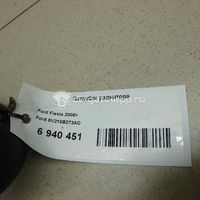 Патрубок радиатора
Ford Fiesta 2008>
Ford 8V218B273AD
6 940 451